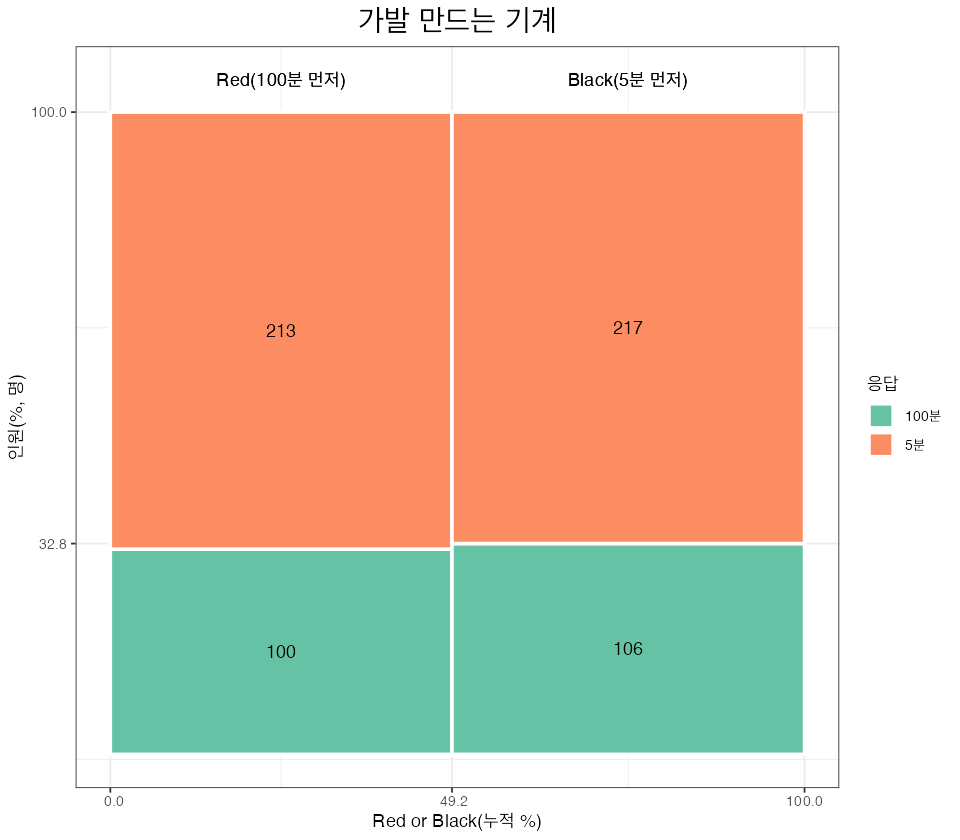 가발 만드는 기계
Red(100분 먼저)
Black(5분 먼저)
100.0
213
217
인원(%, 명)
응답
100분
5분
32.8
100
106
0.0
49.2
100.0
Red or Black(누적 %)